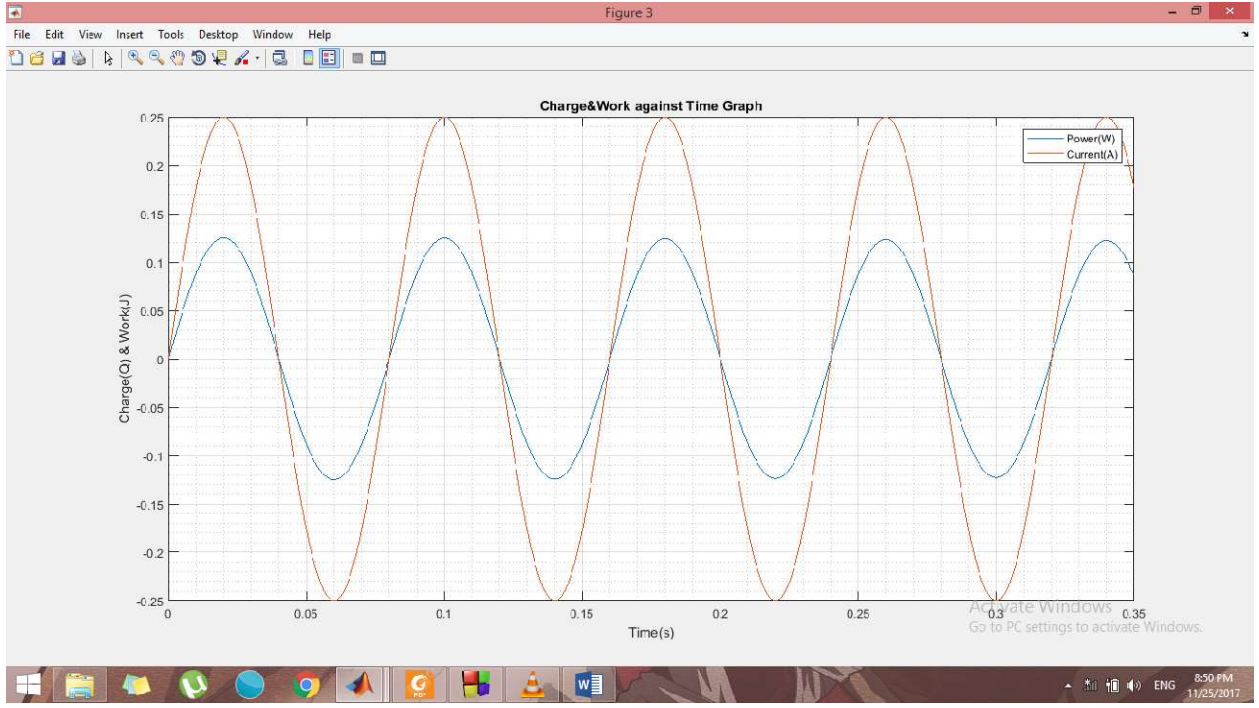 Figure 3
File Edit View Insert Tools Desktop Window Help
Charge&Work against Time Graph
Power(W)
Current(A)
0.25
0.2
0.15
0.1
0.05
0
-0.05
-0.1
-0.15
-0.2
-0.25
Charge(Q) & Work(J)
0 0.05 0.1 0.15 0.2 0.25 0.3 0.35
Time(s)
Activate Windows
Go to PC settings to activate Windows.
ENG
8:50 PM
11/25/2017